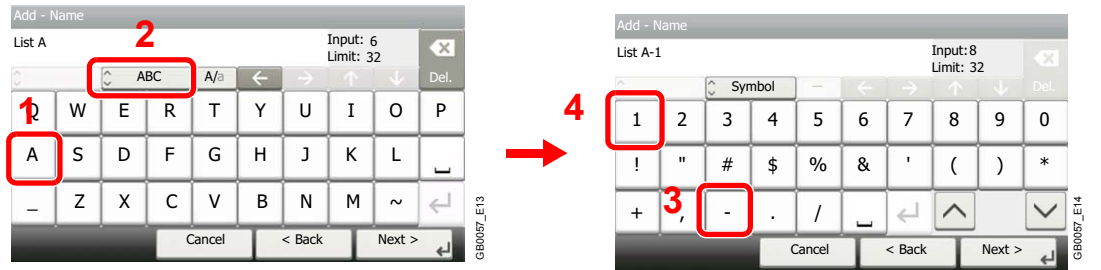 Add - Name
List A
2
Input: 6
Limit: 32
ABC
A/a
Del.
1
Q W E R T Y U I O P
A S D F G H J K L
_ Z X C V B N M ~
Cancel
< Back
Next >
GB0057_E13
Add - Name
List A-1
Input:8
Limit: 32
Symbol
Del.
4
1 2 3 4 5 6 7 8 9 0
! " # $ % & ' ( ) *
3
+ , - . /
Cancel
< Back
Next >
GB0057_E14